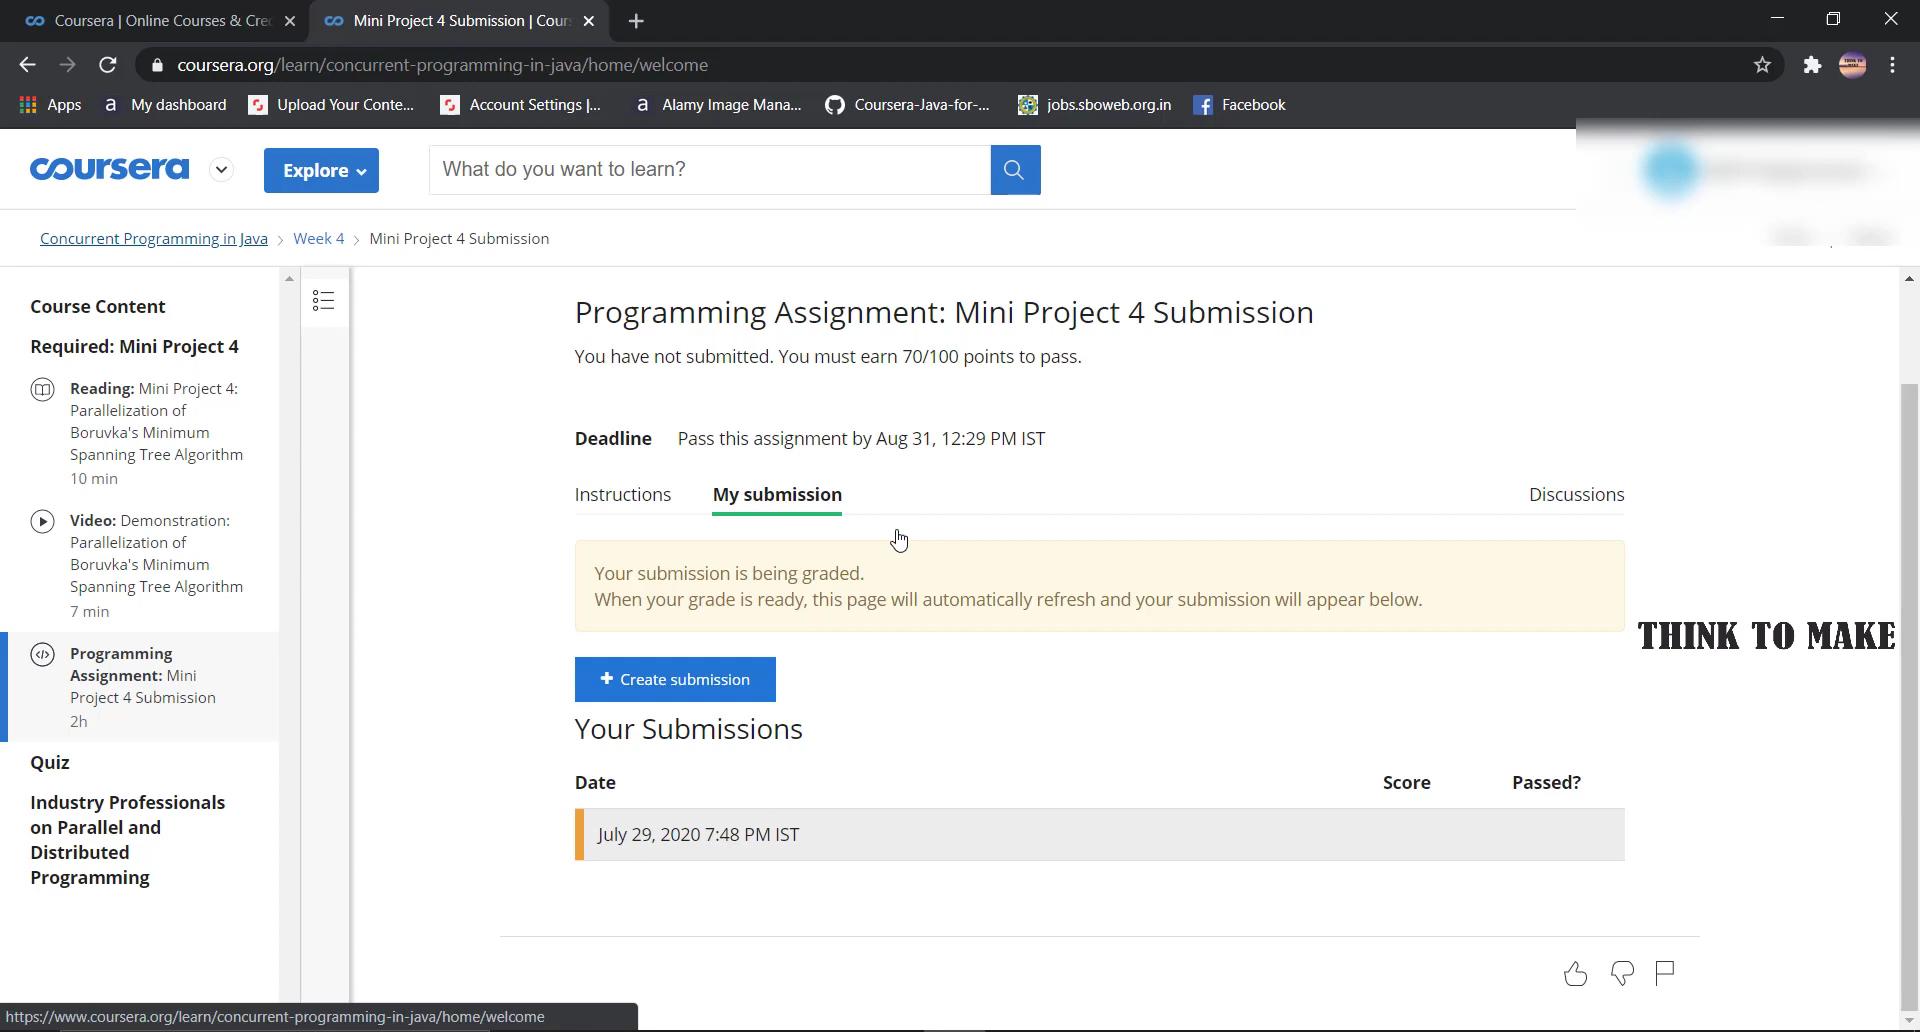 Coursera | Online Courses & Cre
Mini Project 4 Submission | Cour
coursera.org/learn/concurrent-programming-in-java/home/welcome
Apps
a My dashboard
Upload Your Conte...
Account Settings |...
a Alamy Image Mana...
Coursera-Java-for-...
jobs.sboweb.org.in
Facebook
coursera
Explore
What do you want to learn?
Concurrent Programming in Java > Week 4 > Mini Project 4 Submission
Course Content
Required: Mini Project 4
Reading: Mini Project 4:
Parallelization of
Boruvka's Minimum
Spanning Tree Algorithm
10 min
Video: Demonstration:
Parallelization of
Boruvka's Minimum
Spanning Tree Algorithm
7 min
Programming
Assignment: Mini
Project 4 Submission
2h
Quiz
Industry Professionals
on Parallel and
Distributed
Programming
Programming Assignment: Mini Project 4 Submission
You have not submitted. You must earn 70/100 points to pass.
Deadline Pass this assignment by Aug 31, 12:29 PM IST
Instructions
My submission
Discussions
Your submission is being graded.
When your grade is ready, this page will automatically refresh and your submission will appear below.
THINK TO MAKE
+ Create submission
Your Submissions
Date Score Passed?
July 29, 2020 7:48 PM IST
https://www.coursera.org/learn/concurrent-programming-in-java/home/welcome